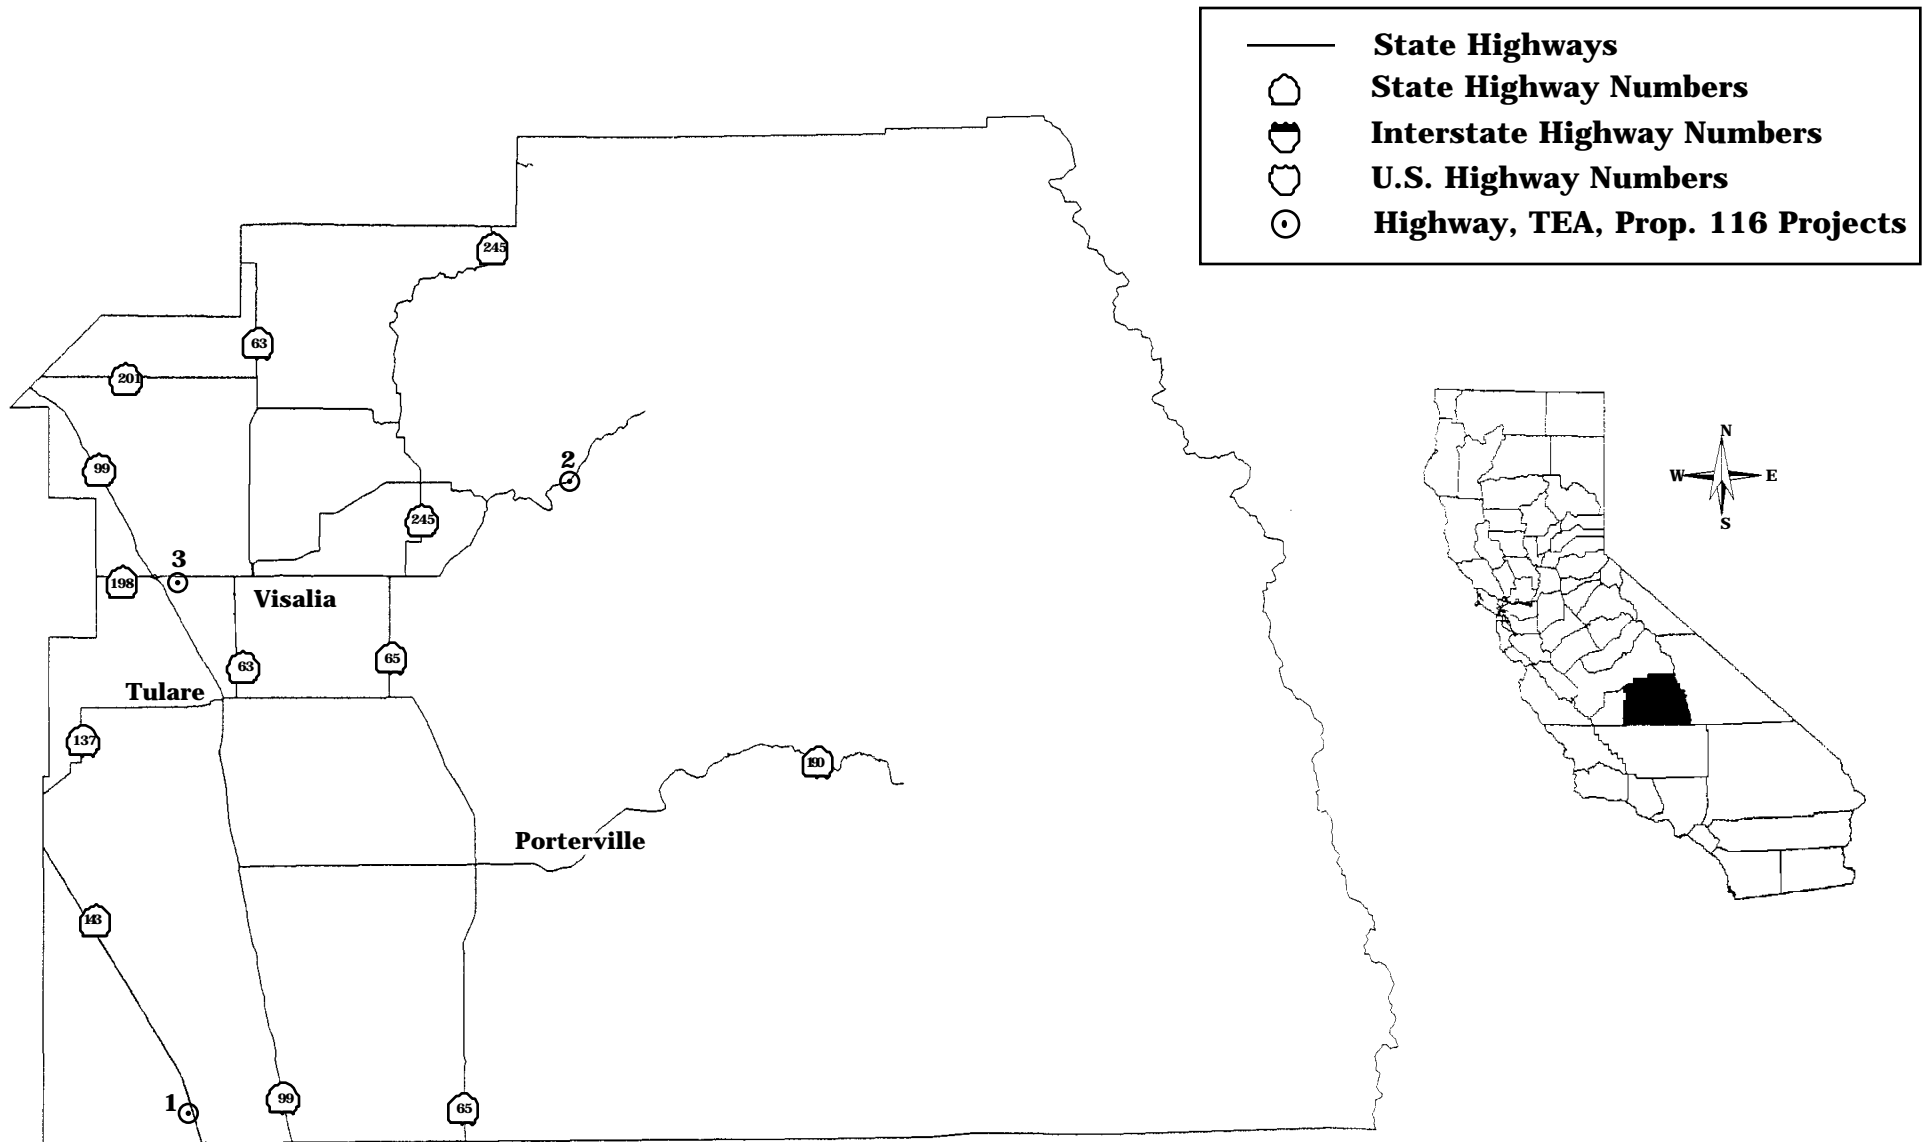 State Highways
State Highway Numbers
Interstate Highway Numbers
U.S. Highway Numbers
Highway, TEA, Prop. 116 Projects
245
63
201
99
2
245
3
198
Visalia
63
65
Tulare
137
190
Porterville
143
1
99
65
N
W
E
S